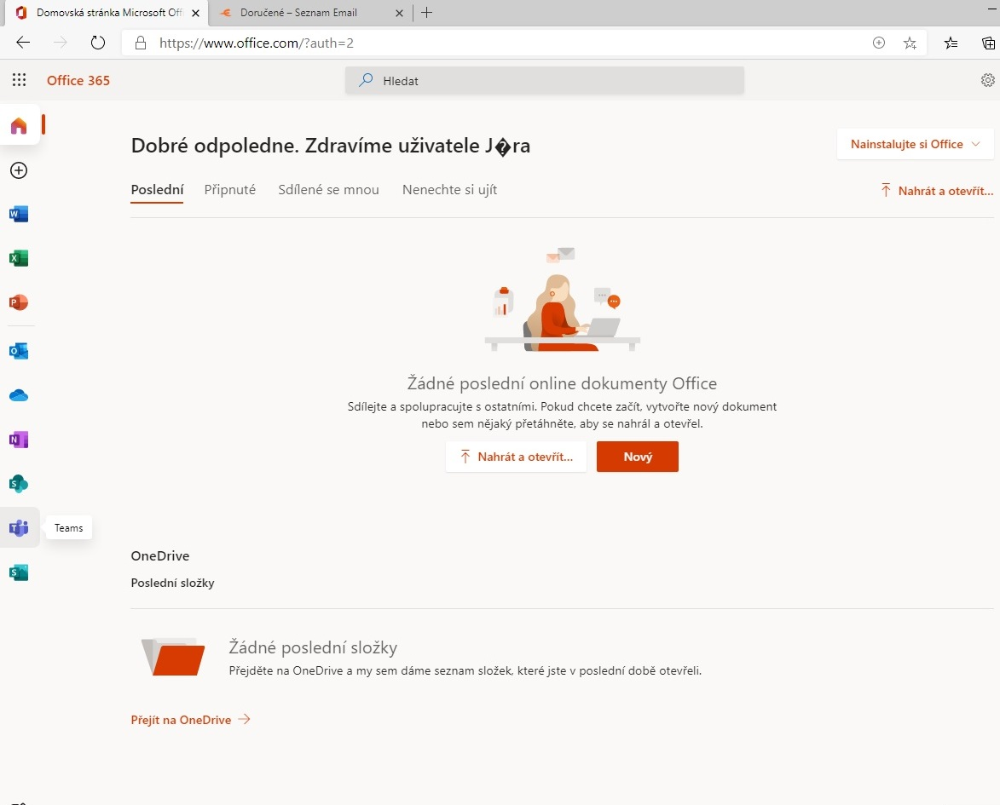 Domovská stránka Microsoft Off
Doručené – Seznam Email
https://www.office.com/?auth=2
Office 365
Hledat
Dobré odpoledne. Zdravíme uživatele J�ra
Nainstalujte si Office
Poslední Připnuté Sdílené se mnou Nenechte si ujít
Nahrát a otevřít...
Žádné poslední online dokumenty Office
Sdílejte a spolupracujte s ostatními. Pokud chcete začít, vytvořte nový dokument
nebo sem nějaký přetáhněte, aby se nahrál a otevřel.
Nahrát a otevřít... Nový
Teams
OneDrive
Poslední složky
Žádné poslední složky
Přejděte na OneDrive a my sem dáme seznam složek, které jste v poslední době otevřeli.
Přejít na OneDrive